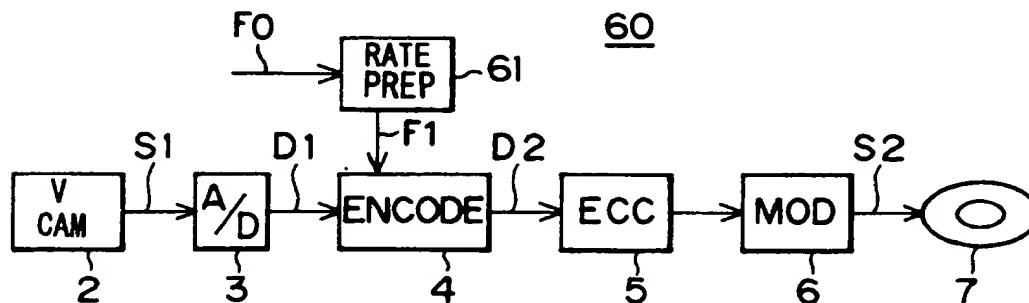 60
F0
RATE
PREP
61
F1
S1
D1
D2
S2
V
CAM
A/D
ENCODE
ECC
MOD
2
3
4
5
6
7